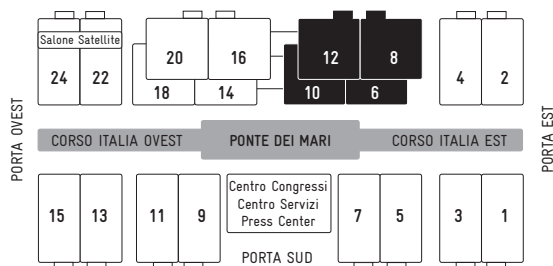 Salone Satellite
20 16 12 8
24 22 4 2
18 14 10 6
PORTA OVEST
CORSO ITALIA OVEST PONTE DEI MARI CORSO ITALIA EST
PORTA EST
Centro Congressi
Centro Servizi
Press Center
15 13 11 9 7 5 3 1
PORTA SUD